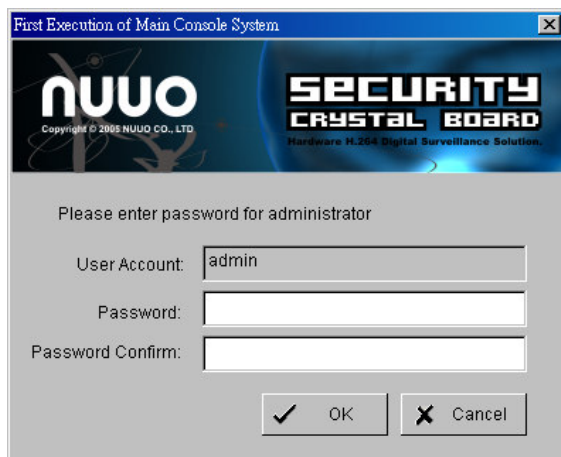 First Execution of Main Console System
nuuo
Copyright © 2005 NUUO CO., LTD
SECURITY
CRYSTAL BOARD
Hardware H.264 Digital Surveillance Solution.
Please enter password for administrator
User Account: admin
Password:
Password Confirm:
OK Cancel